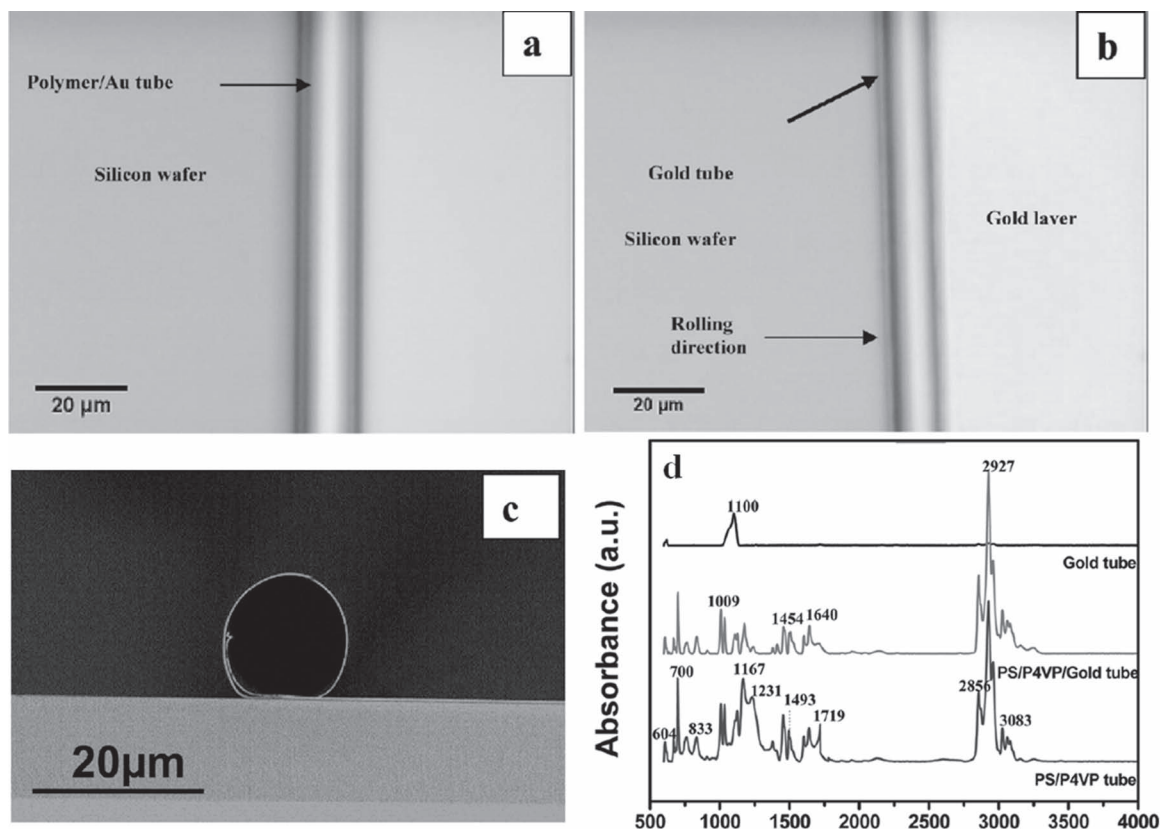 a
Polymer/Au tube
Silicon wafer
20 µm
b
Gold tube
Silicon wafer
Gold laver
Rolling
direction
20 µm
c
20µm
d
Absorbance (a.u.)
2927
1100
Gold tube
1009
1454
1640
PS/P4VP/Gold tube
700
1167
1231
1493
1719
2856
604
833
3083
PS/P4VP tube
500 1000 1500 2000 2500 3000 3500 4000